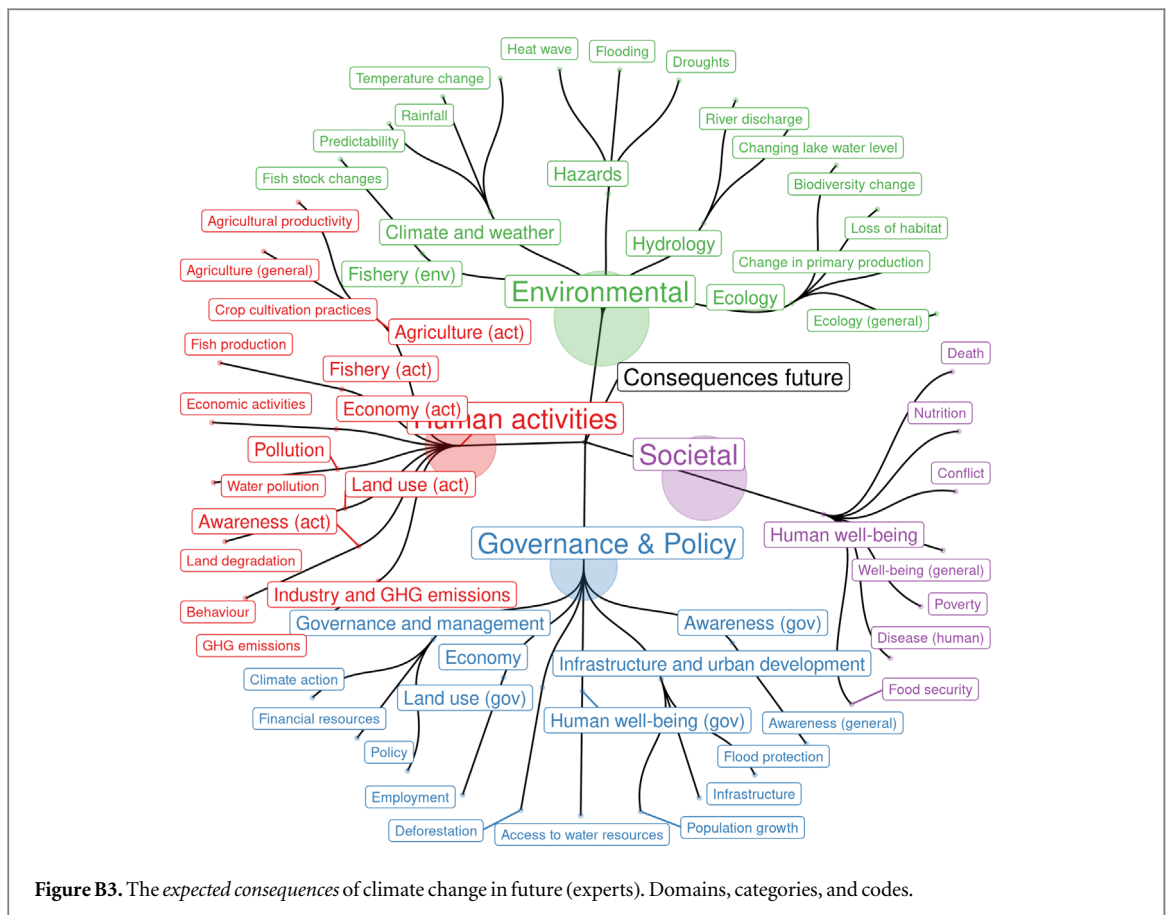 Heat wave
Flooding
Droughts
Temperature change
Rainfall
River discharge
Predictability
Changing lake water level
Fish stock changes
Hazards
Biodiversity change
Agricultural productivity
Climate and weather
Loss of habitat
Hydrology
Agriculture (general)
Fishery (env)
Change in primary production
Environmental
Ecology
Crop cultivation practices
Ecology (general)
Agriculture (act)
Fish production
Death
Fishery (act)
Consequences future
Economic activities
Economy (act)
Nutrition
Human activities
Pollution
Societal
Conflict
Water pollution
Land use (act)
Awareness (act)
Human well-being
Governance & Policy
Land degradation
Well-being (general)
Industry and GHG emissions
Behaviour
Poverty
Governance and management
Awareness (gov)
Disease (human)
GHG emissions
Economy
Infrastructure and urban development
Climate action
Food security
Land use (gov)
Financial resources
Human well-being (gov)
Awareness (general)
Policy
Flood protection
Employment
Infrastructure
Deforestation
Access to water resources
Population growth
Figure B3. The expected consequences of climate change in future (experts). Domains, categories, and codes.